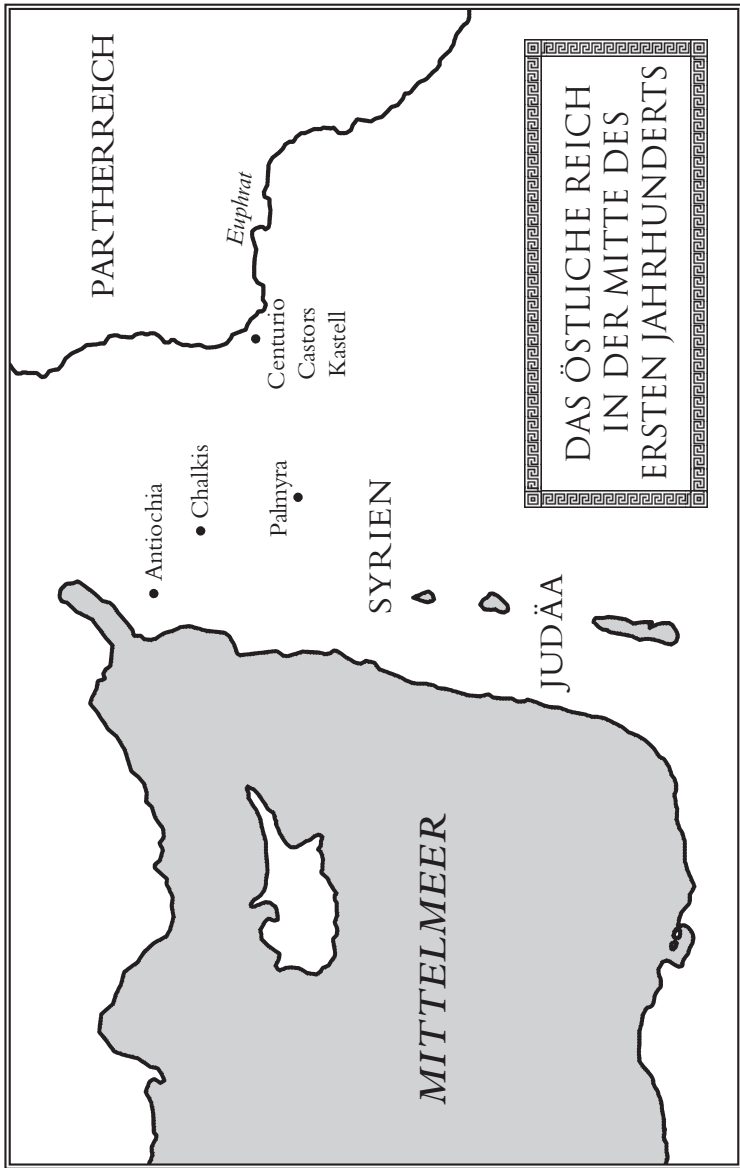 DAS ÖSTLICHE REICH
IN DER MITTE DES
ERSTEN JAHRHUNDERTS
PARTHERREICH
Euphrat
Centurio
Castors
Kastell
Antiochia
Chalkis
Palmyra
SYRIEN
JUDÄA
MITTELMEER